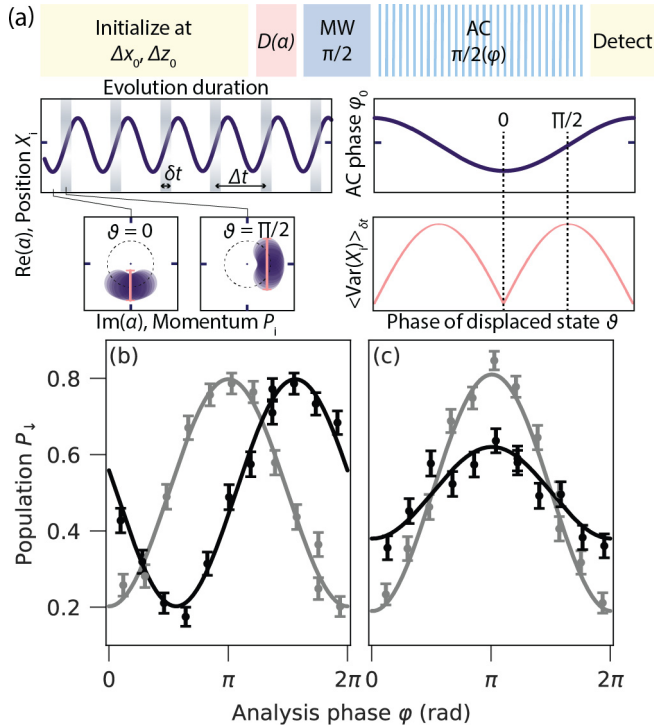 (a)
Initialize at
Δx₀, Δz₀
D(a)
MW
π/2
AC
π/2(φ)
Detect
Evolution duration
Re(a), Position Xᵢ
δt
Δt
ϑ = 0
ϑ = ∏/2
Im(a), Momentum Pᵢ
AC phase φ₀
0
∏/2
<Var(Xᵢ)>δt
Phase of displaced state ϑ
(b)
(c)
Population P↓
0.8
0.6
0.4
0.2
0
π
2π
0
π
2π
Analysis phase φ (rad)